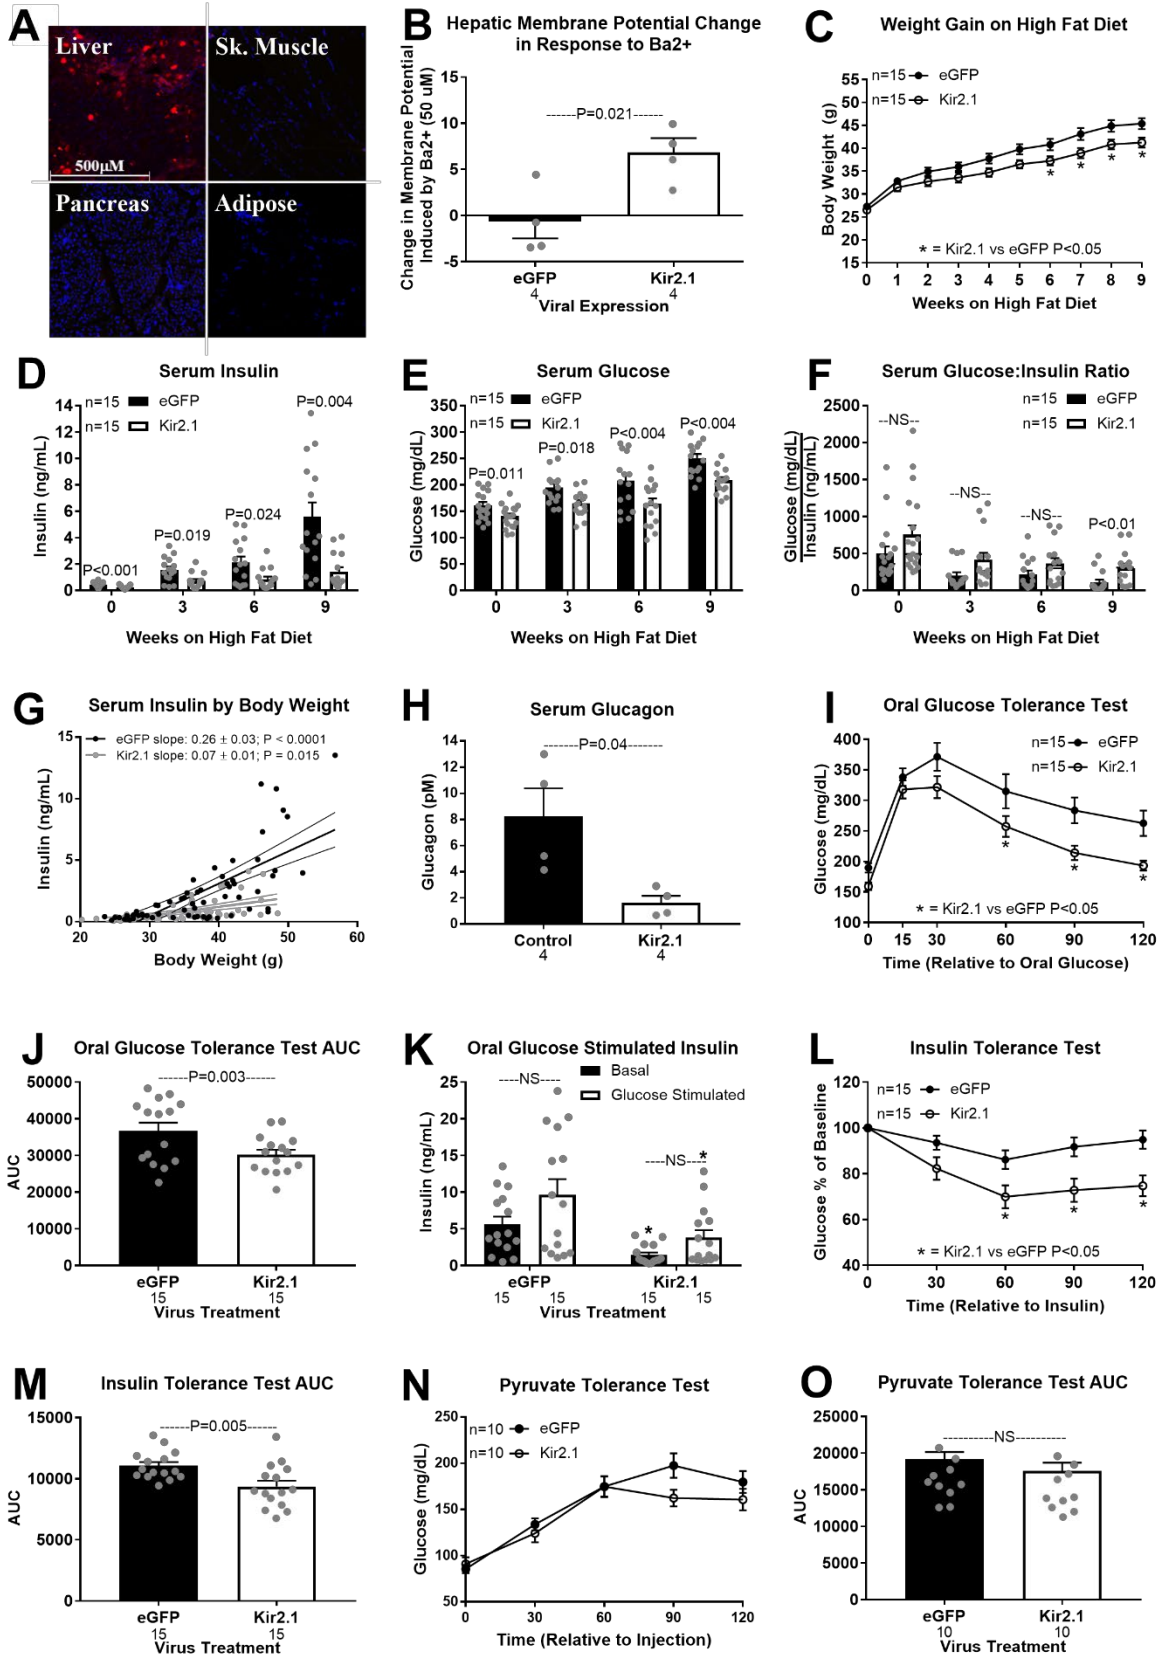 A
Liver
Sk. Muscle
500µM
Pancreas
Adipose
B
Hepatic Membrane Potential Change
in Response to Ba2+
Change in Membrane Potential
Induced by Ba2+ (50 uM)
15
10
5
0
-5
------P=0.021------
eGFP
Kir2.1
4
4
Viral Expression
C
Weight Gain on High Fat Diet
n=15 eGFP
n=15 Kir2.1
Body Weight (g)
55
50
45
40
35
30
25
20
15
* * * *
* = Kir2.1 vs eGFP P<0.05
0 1 2 3 4 5 6 7 8 9
Weeks on High Fat Diet
D
Serum Insulin
n=15 eGFP
n=15 Kir2.1
Insulin (ng/mL)
14
12
10
8
6
4
2
0
P<0.001
P=0.019
P=0.024
P=0.004
0 3 6 9
Weeks on High Fat Diet
E
Serum Glucose
n=15 eGFP
n=15 Kir2.1
Glucose (mg/dL)
350
300
250
200
150
100
50
0
P=0.011
P=0.018
P<0.004
P<0.004
0 3 6 9
Weeks on High Fat Diet
F
Serum Glucose:Insulin Ratio
n=15 eGFP
n=15 Kir2.1
Glucose (mg/dL)
Insulin (ng/mL)
2500
2000
1500
1000
500
0
--NS--
--NS--
--NS--
P<0.01
0 3 6 9
Weeks on High Fat Diet
G
Serum Insulin by Body Weight
eGFP slope: 0.26 ± 0.03; P < 0.0001
Kir2.1 slope: 0.07 ± 0.01; P = 0.015
Insulin (ng/mL)
15
10
5
0
20 30 40 50 60
Body Weight (g)
H
Serum Glucagon
Glucagon (pM)
14
12
10
8
6
4
2
0
-------P=0.04-------
Control
Kir2.1
4
4
I
Oral Glucose Tolerance Test
n=15 eGFP
n=15 Kir2.1
Glucose (mg/dL)
400
350
300
250
200
150
100
* * *
* = Kir2.1 vs eGFP P<0.05
0 15 30 60 90 120
Time (Relative to Oral Glucose)
J
Oral Glucose Tolerance Test AUC
AUC
50000
40000
30000
20000
10000
0
------P=0.003------
eGFP
Kir2.1
15
15
Virus Treatment
K
Oral Glucose Stimulated Insulin
Basal
Glucose Stimulated
Insulin (ng/mL)
25
20
15
10
5
0
----NS----
----NS----
*
*
eGFP
Kir2.1
15 15 15 15
Virus Treatment
L
Insulin Tolerance Test
n=15 eGFP
n=15 Kir2.1
Glucose % of Baseline
120
100
80
60
40
* * *
* = Kir2.1 vs eGFP P<0.05
0 30 60 90 120
Time (Relative to Insulin)
M
Insulin Tolerance Test AUC
AUC
15000
10000
5000
0
------P=0.005------
eGFP
Kir2.1
15
15
Virus Treatment
N
Pyruvate Tolerance Test
n=10 eGFP
n=10 Kir2.1
Glucose (mg/dL)
250
200
150
100
50
0 30 60 90 120
Time (Relative to Injection)
O
Pyruvate Tolerance Test AUC
AUC
25000
20000
15000
10000
5000
0
----------NS----------
eGFP
Kir2.1
10
10
Virus Treatment